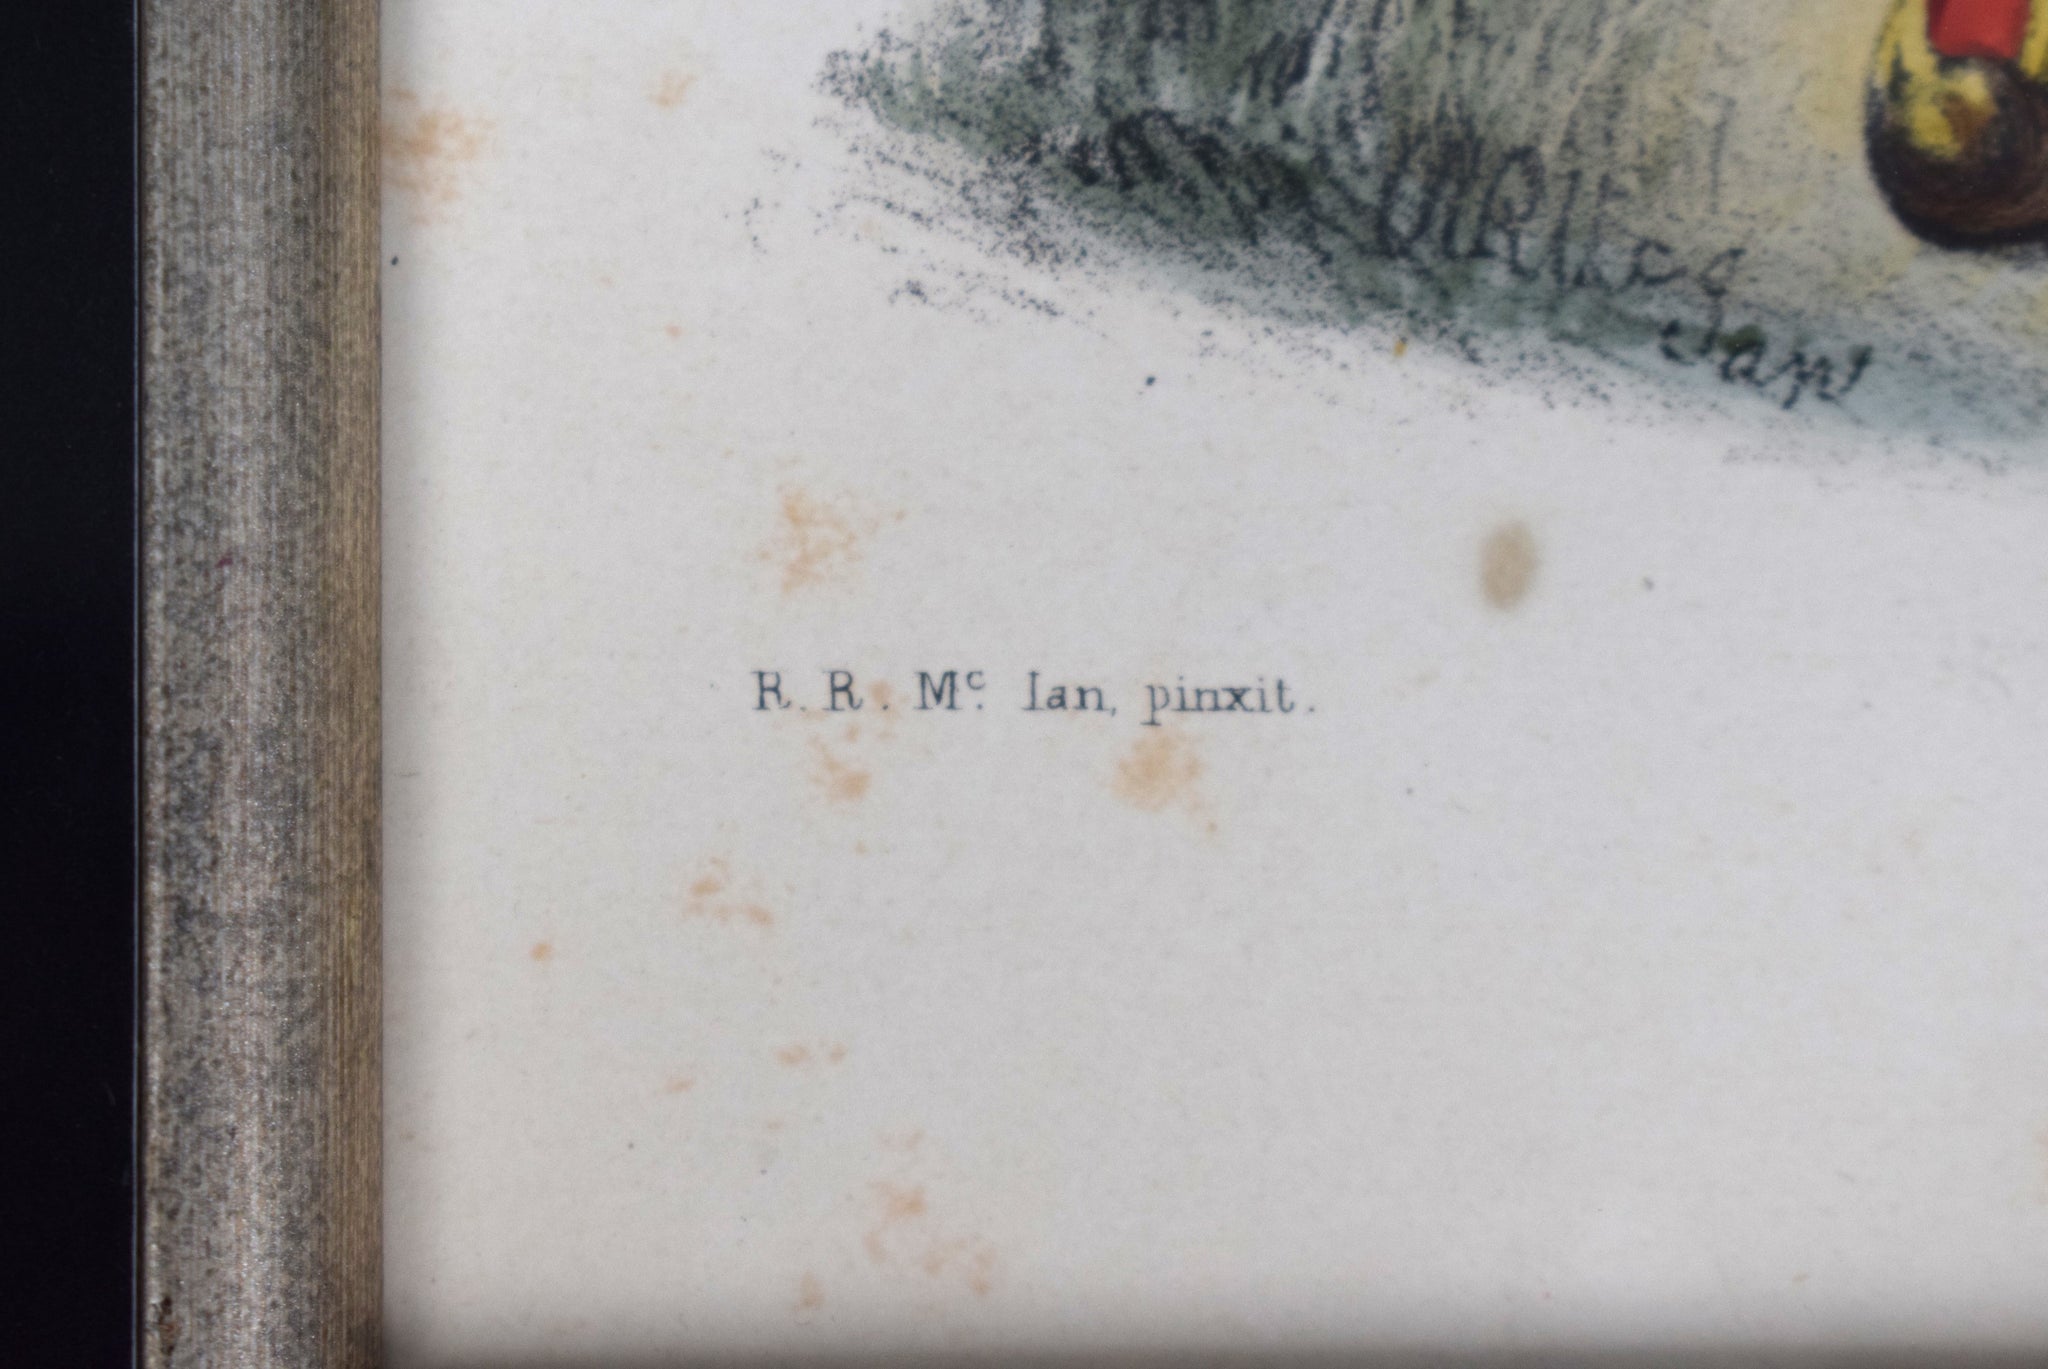 R. R. Mᶜ. Ian, pinxit.